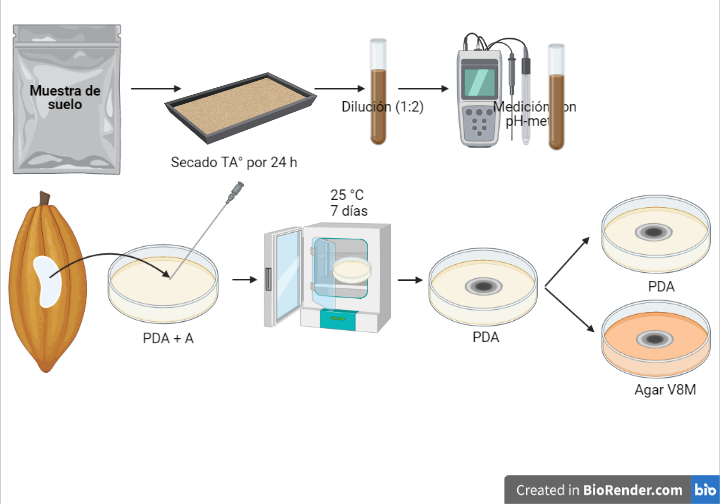 Muestra de
suelo
Secado TA° por 24 h
Dilución (1:2)
Medición con
pH-met
25 °C
7 días
PDA + A
PDA
PDA
Agar V8M
Created in BioRender.com bio